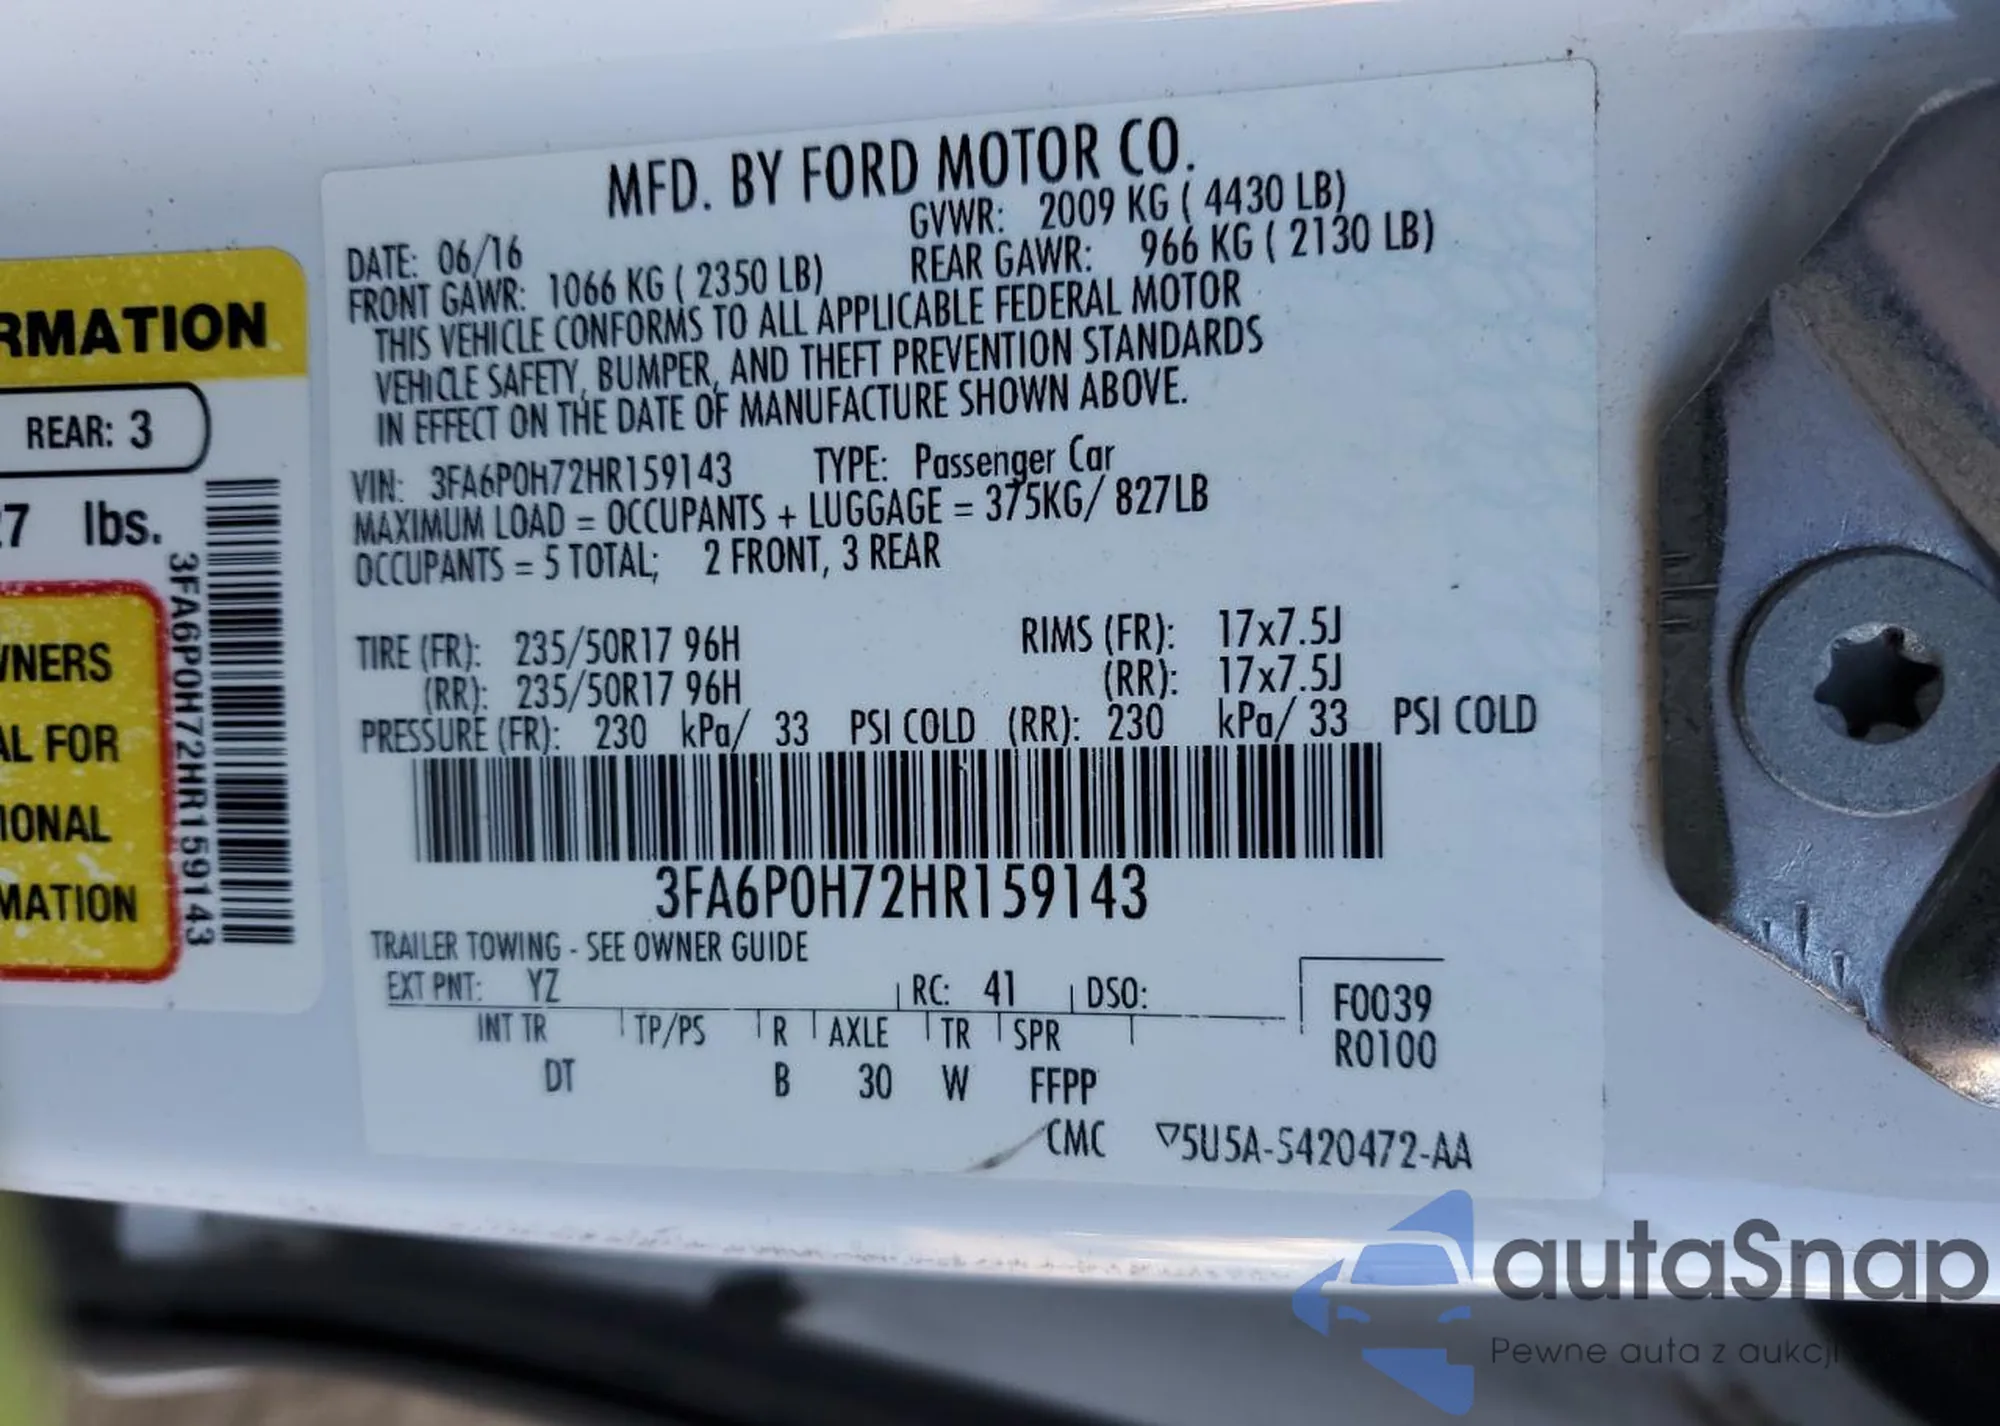 RMATION
REAR: 3
27 lbs.
3FA6P0H72HR159143
WNERS
AL FOR
IONAL
MATION
MFD. BY FORD MOTOR CO.
DATE: 06/16 GVWR: 2009 KG ( 4430 LB)
FRONT GAWR: 1066 KG ( 2350 LB) REAR GAWR: 966 KG ( 2130 LB)
THIS VEHICLE CONFORMS TO ALL APPLICABLE FEDERAL MOTOR
VEHICLE SAFETY, BUMPER, AND THEFT PREVENTION STANDARDS
IN EFFECT ON THE DATE OF MANUFACTURE SHOWN ABOVE.
VIN: 3FA6P0H72HR159143 TYPE: Passenger Car
MAXIMUM LOAD = OCCUPANTS + LUGGAGE = 375KG/ 827LB
OCCUPANTS = 5 TOTAL; 2 FRONT, 3 REAR
TIRE (FR): 235/50R17 96H RIMS (FR): 17x7.5J
(RR): 235/50R17 96H (RR): 17x7.5J
PRESSURE (FR): 230 kPa/ 33 PSI COLD (RR): 230 kPa/ 33 PSI COLD
3FA6P0H72HR159143
TRAILER TOWING - SEE OWNER GUIDE
EXT PNT: YZ RC: 41 DSO:
INT TR TP/PS R AXLE TR SPR
DT B 30 W FFPP
F0039
R0100
CMC ▽5U5A-5420472-AA
autaSnap
Pewne auta z aukcji